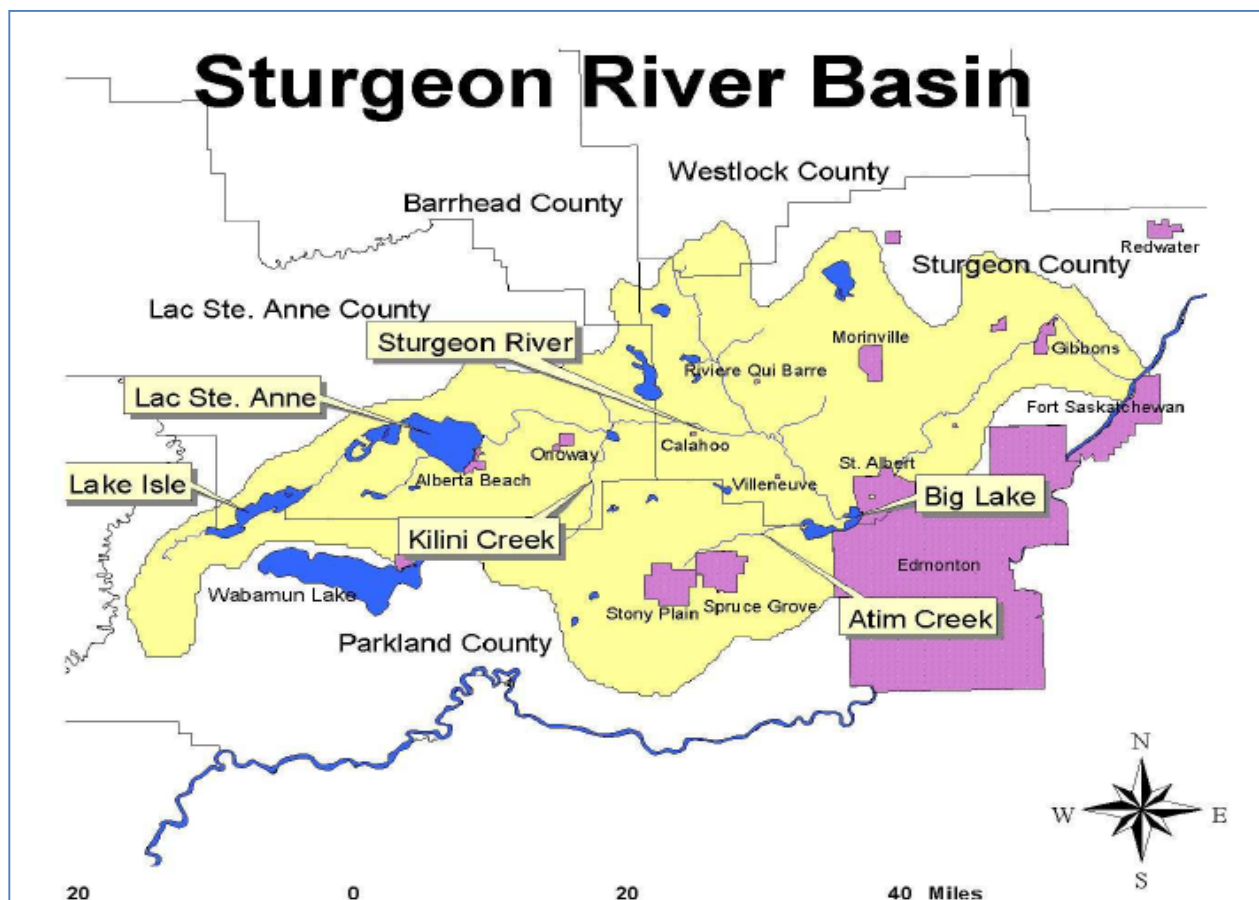 Sturgeon River Basin
Westlock County
Barrhead County
Redwater
Sturgeon County
Lac Ste. Anne County
Sturgeon River
Morinville
Gibbons
Riviere Qui Barre
Lac Ste. Anne
Fort Saskatchewan
Calahoo
Onoway
St. Albert
Alberta Beach
Villeneuve
Lake Isle
Big Lake
Kilini Creek
Edmonton
Wabamun Lake
Stony Plain
Spruce Grove
Atim Creek
Parkland County
N
W E
S
20 0 20 40 Miles